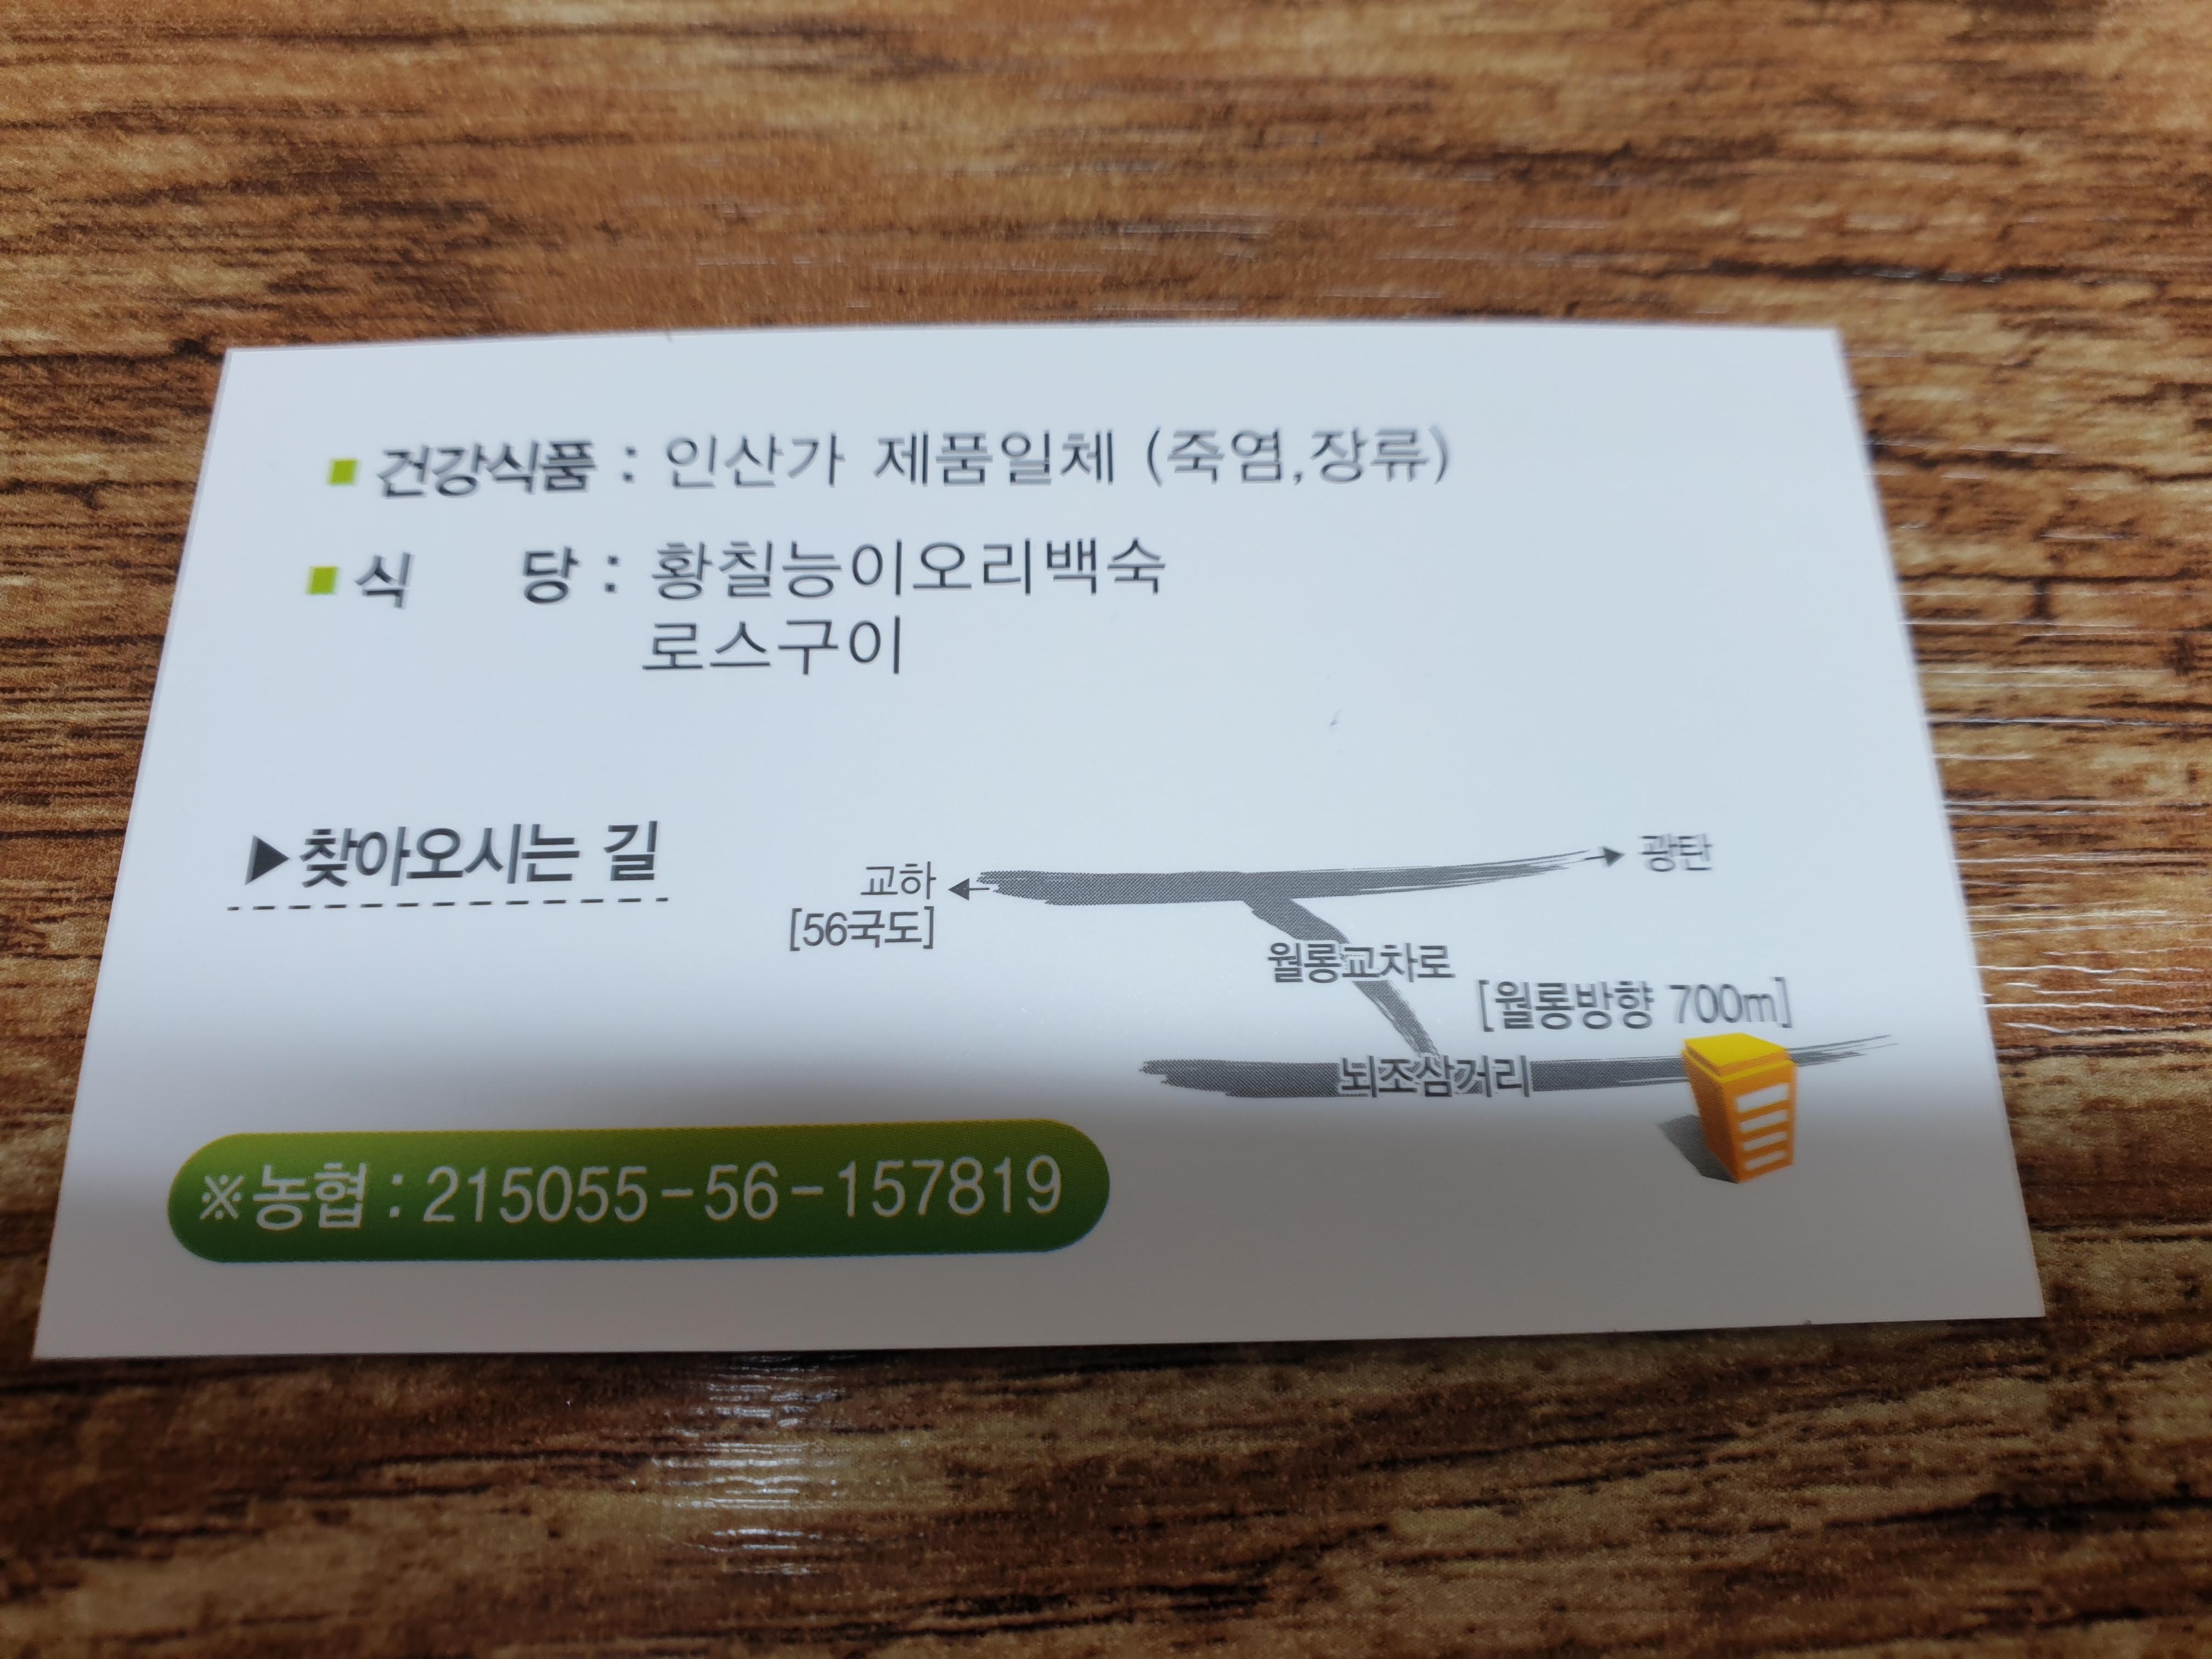 ■ 건강식품 : 인산가 제품일체 (죽염,장류)
■ 식 당 : 황칠능이오리백숙
로스구이
▶찾아오시는 길
교하
[56국도]
광탄
월롱교차로
[월롱방향 700m]
뇌조삼거리
※농협 : 215055-56-157819